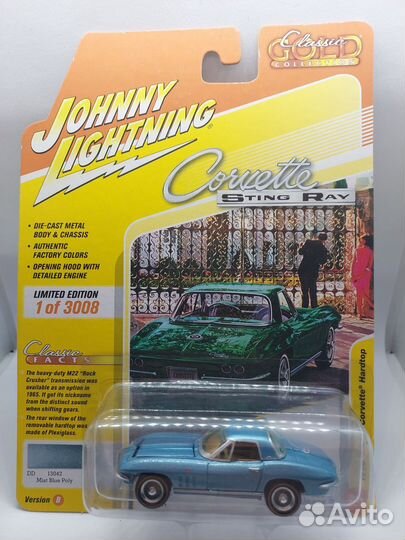 Classic
GOLD
COLLECTION
JOHNNY
LIGHTNING
®
Corvette
STING RAY
• DIE-CAST METAL
BODY & CHASSIS
• AUTHENTIC
FACTORY COLORS
• OPENING HOOD WITH
DETAILED ENGINE
LIMITED EDITION
1 of 3008
Classic
FACTS
The heavy-duty M22 "Rock
Crusher" transmission was
available as an option in
1965. It got its nickname
from the distinct sound
when shifting gears.
The rear window of the
removable hardtop was
made of Plexiglass.
DD 13042
Mist Blue Poly
Version B
Corvette® Hardtop
Avito